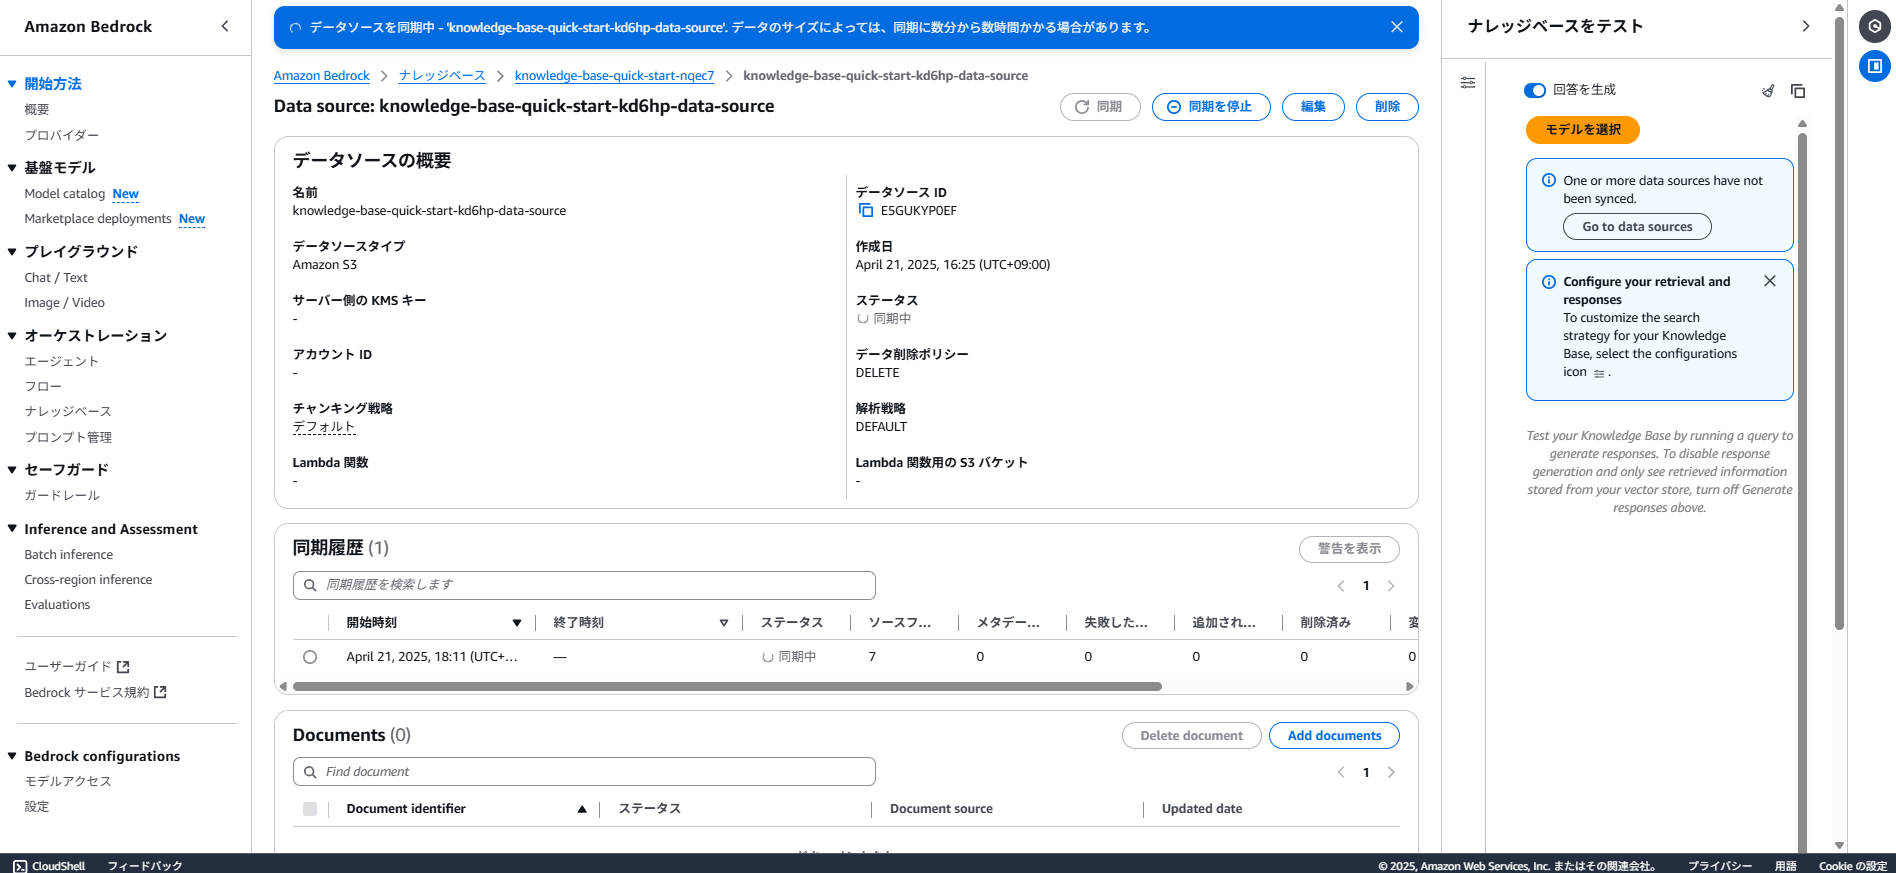 Amazon Bedrock
開始方法
概要
プロバイダー
基盤モデル
Model catalog New
Marketplace deployments New
プレイグラウンド
Chat / Text
Image / Video
オーケストレーション
エージェント
フロー
ナレッジベース
プロンプト管理
セーフガード
ガードレール
Inference and Assessment
Batch inference
Cross-region inference
Evaluations
ユーザーガイド
Bedrock サービス規約
Bedrock configurations
モデルアクセス
設定
データソースを同期中 - 'knowledge-base-quick-start-kd6hp-data-source'. データのサイズによっては、同期に数分から数時間かかる場合があります。
Amazon Bedrock > ナレッジベース > knowledge-base-quick-start-nqec7 > knowledge-base-quick-start-kd6hp-data-source
Data source: knowledge-base-quick-start-kd6hp-data-source
同期 同期を停止 編集 削除
データソースの概要
名前
knowledge-base-quick-start-kd6hp-data-source
データソースタイプ
Amazon S3
サーバー側の KMS キー
-
アカウント ID
-
チャンキング戦略
デフォルト
Lambda 関数
-
データソース ID
E5GUKYP0EF
作成日
April 21, 2025, 16:25 (UTC+09:00)
ステータス
同期中
データ削除ポリシー
DELETE
解析戦略
DEFAULT
Lambda 関数用の S3 バケット
-
同期履歴 (1)
警告を表示
同期履歴を検索します
1
開始時刻 終了時刻 ステータス ソースフ... メタデー... 失敗した... 追加され... 削除済み 変
April 21, 2025, 18:11 (UTC+... — 同期中 7 0 0 0 0 0
Documents (0)
Delete document Add documents
Find document
1
Document identifier ステータス Document source Updated date
ナレッジベースをテスト
回答を生成
モデルを選択
One or more data sources have not
been synced.
Go to data sources
Configure your retrieval and
responses
To customize the search
strategy for your Knowledge
Base, select the configurations
icon .
Test your Knowledge Base by running a query to
generate responses. To disable response
generation and only see retrieved information
stored from your vector store, turn off Generate
responses above.
CloudShell フィードバック
© 2025, Amazon Web Services, Inc. またはその関連会社。 プライバシー 用語 Cookie の設定